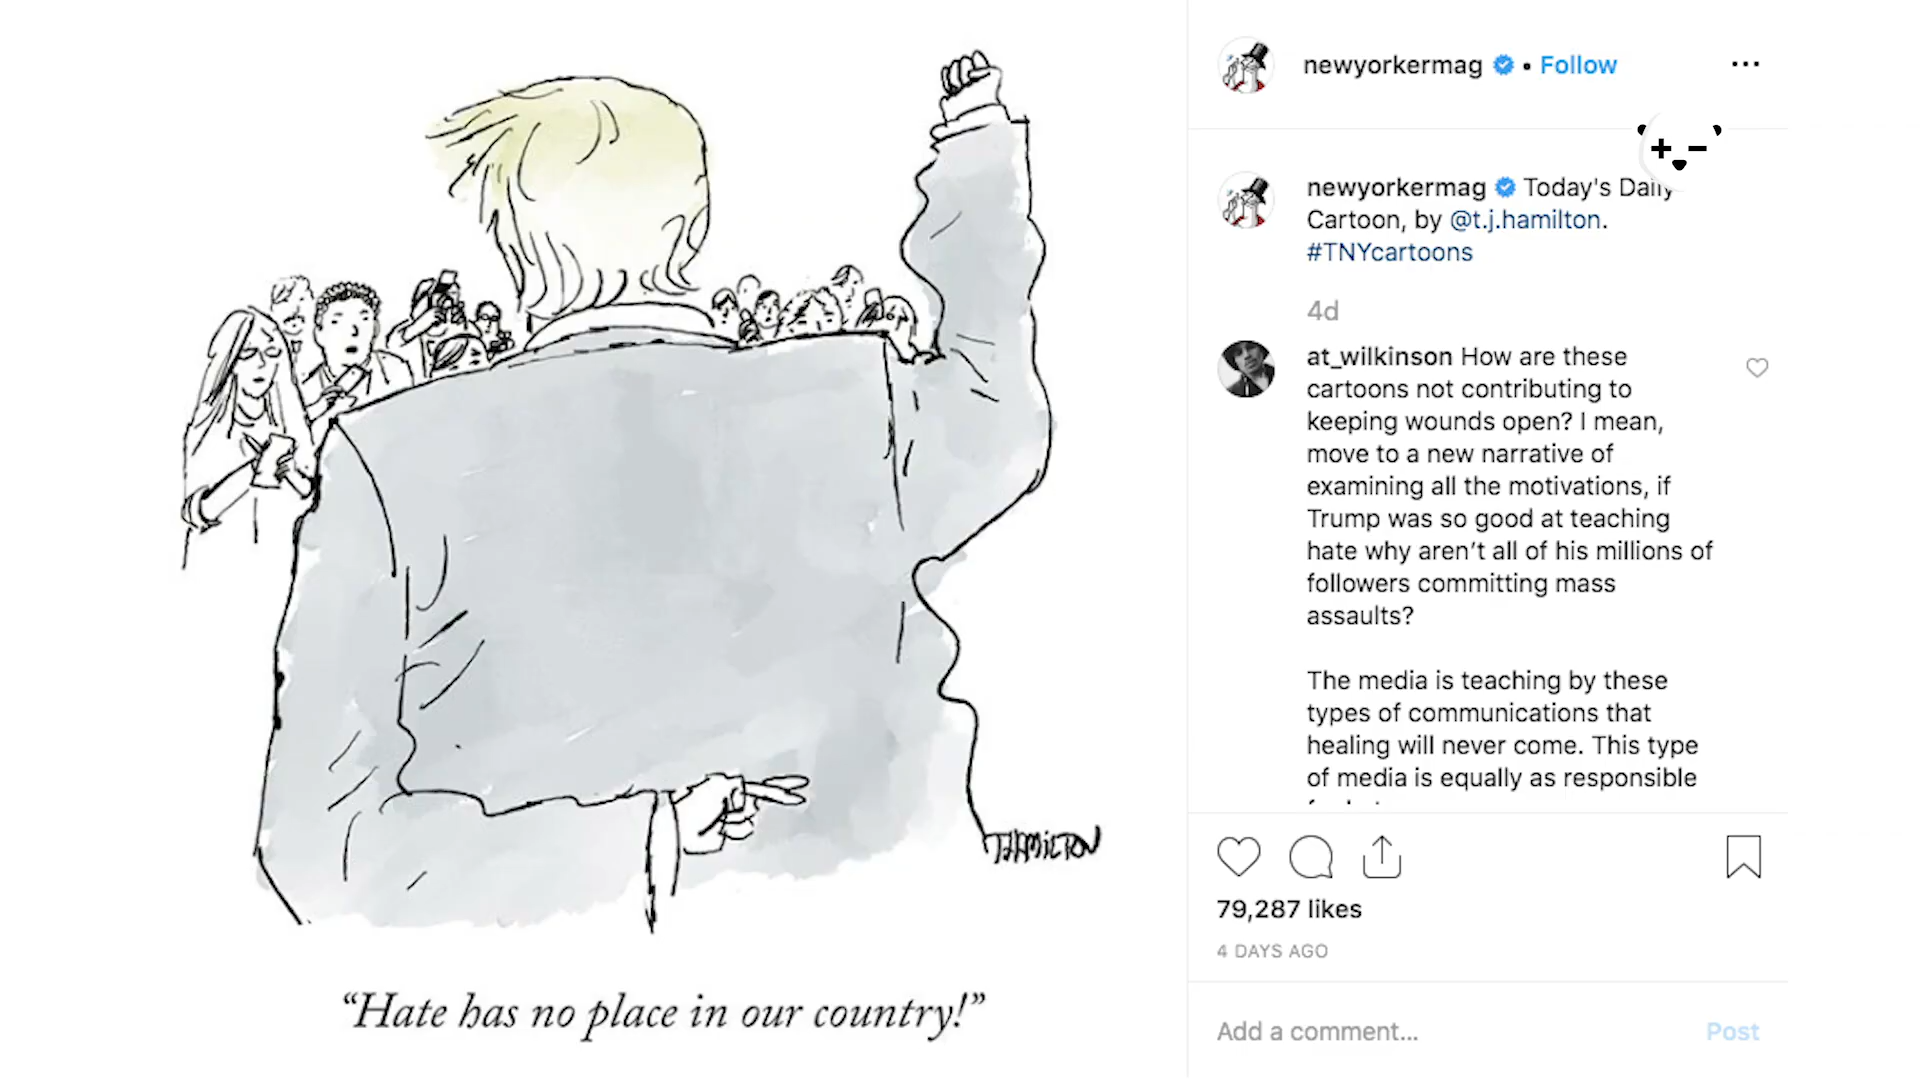 T.HAMILTON
“Hate has no place in our country!”
newyorkermag • Follow
newyorkermag Today's Daily
Cartoon, by @t.j.hamilton.
#TNYcartoons
4d
at_wilkinson How are these
cartoons not contributing to
keeping wounds open? I mean,
move to a new narrative of
examining all the motivations, if
Trump was so good at teaching
hate why aren’t all of his millions of
followers committing mass
assaults?
The media is teaching by these
types of communications that
healing will never come. This type
of media is equally as responsible
79,287 likes
4 DAYS AGO
Add a comment...
Post